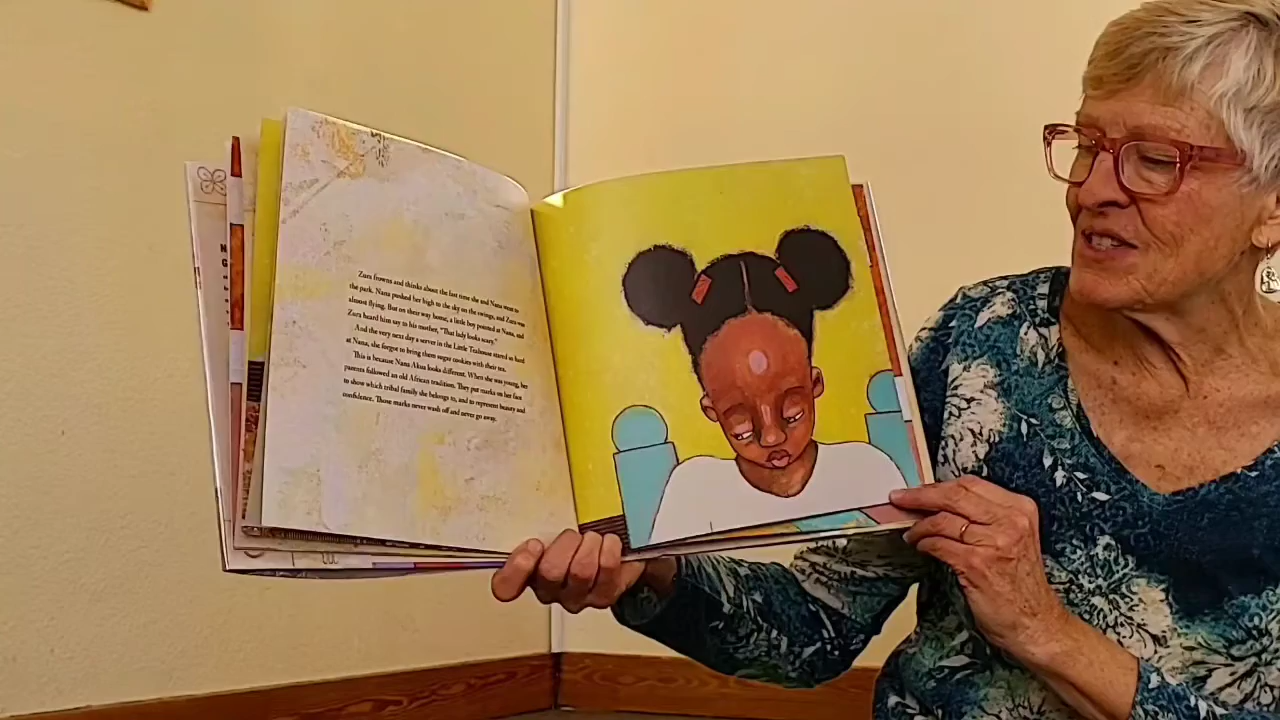 N
G
Zura frowns and thinks about the last time she and Nana went to
the park. Nana pushed her high to the sky on the swings, and Zura was
almost flying. But on their way home, a little boy pointed at Nana, and
Zura heard him say to his mother, "That lady looks scary."
And the very next day a server in the Little Teahouse stared so hard
at Nana, she forgot to bring them sugar cookies with their tea.
This is because Nana Akua looks different. When she was young, her
parents followed an old African tradition. They put marks on her face
to show which tribal family she belongs to, and to represent beauty and
confidence. Those marks never wash off and never go away.